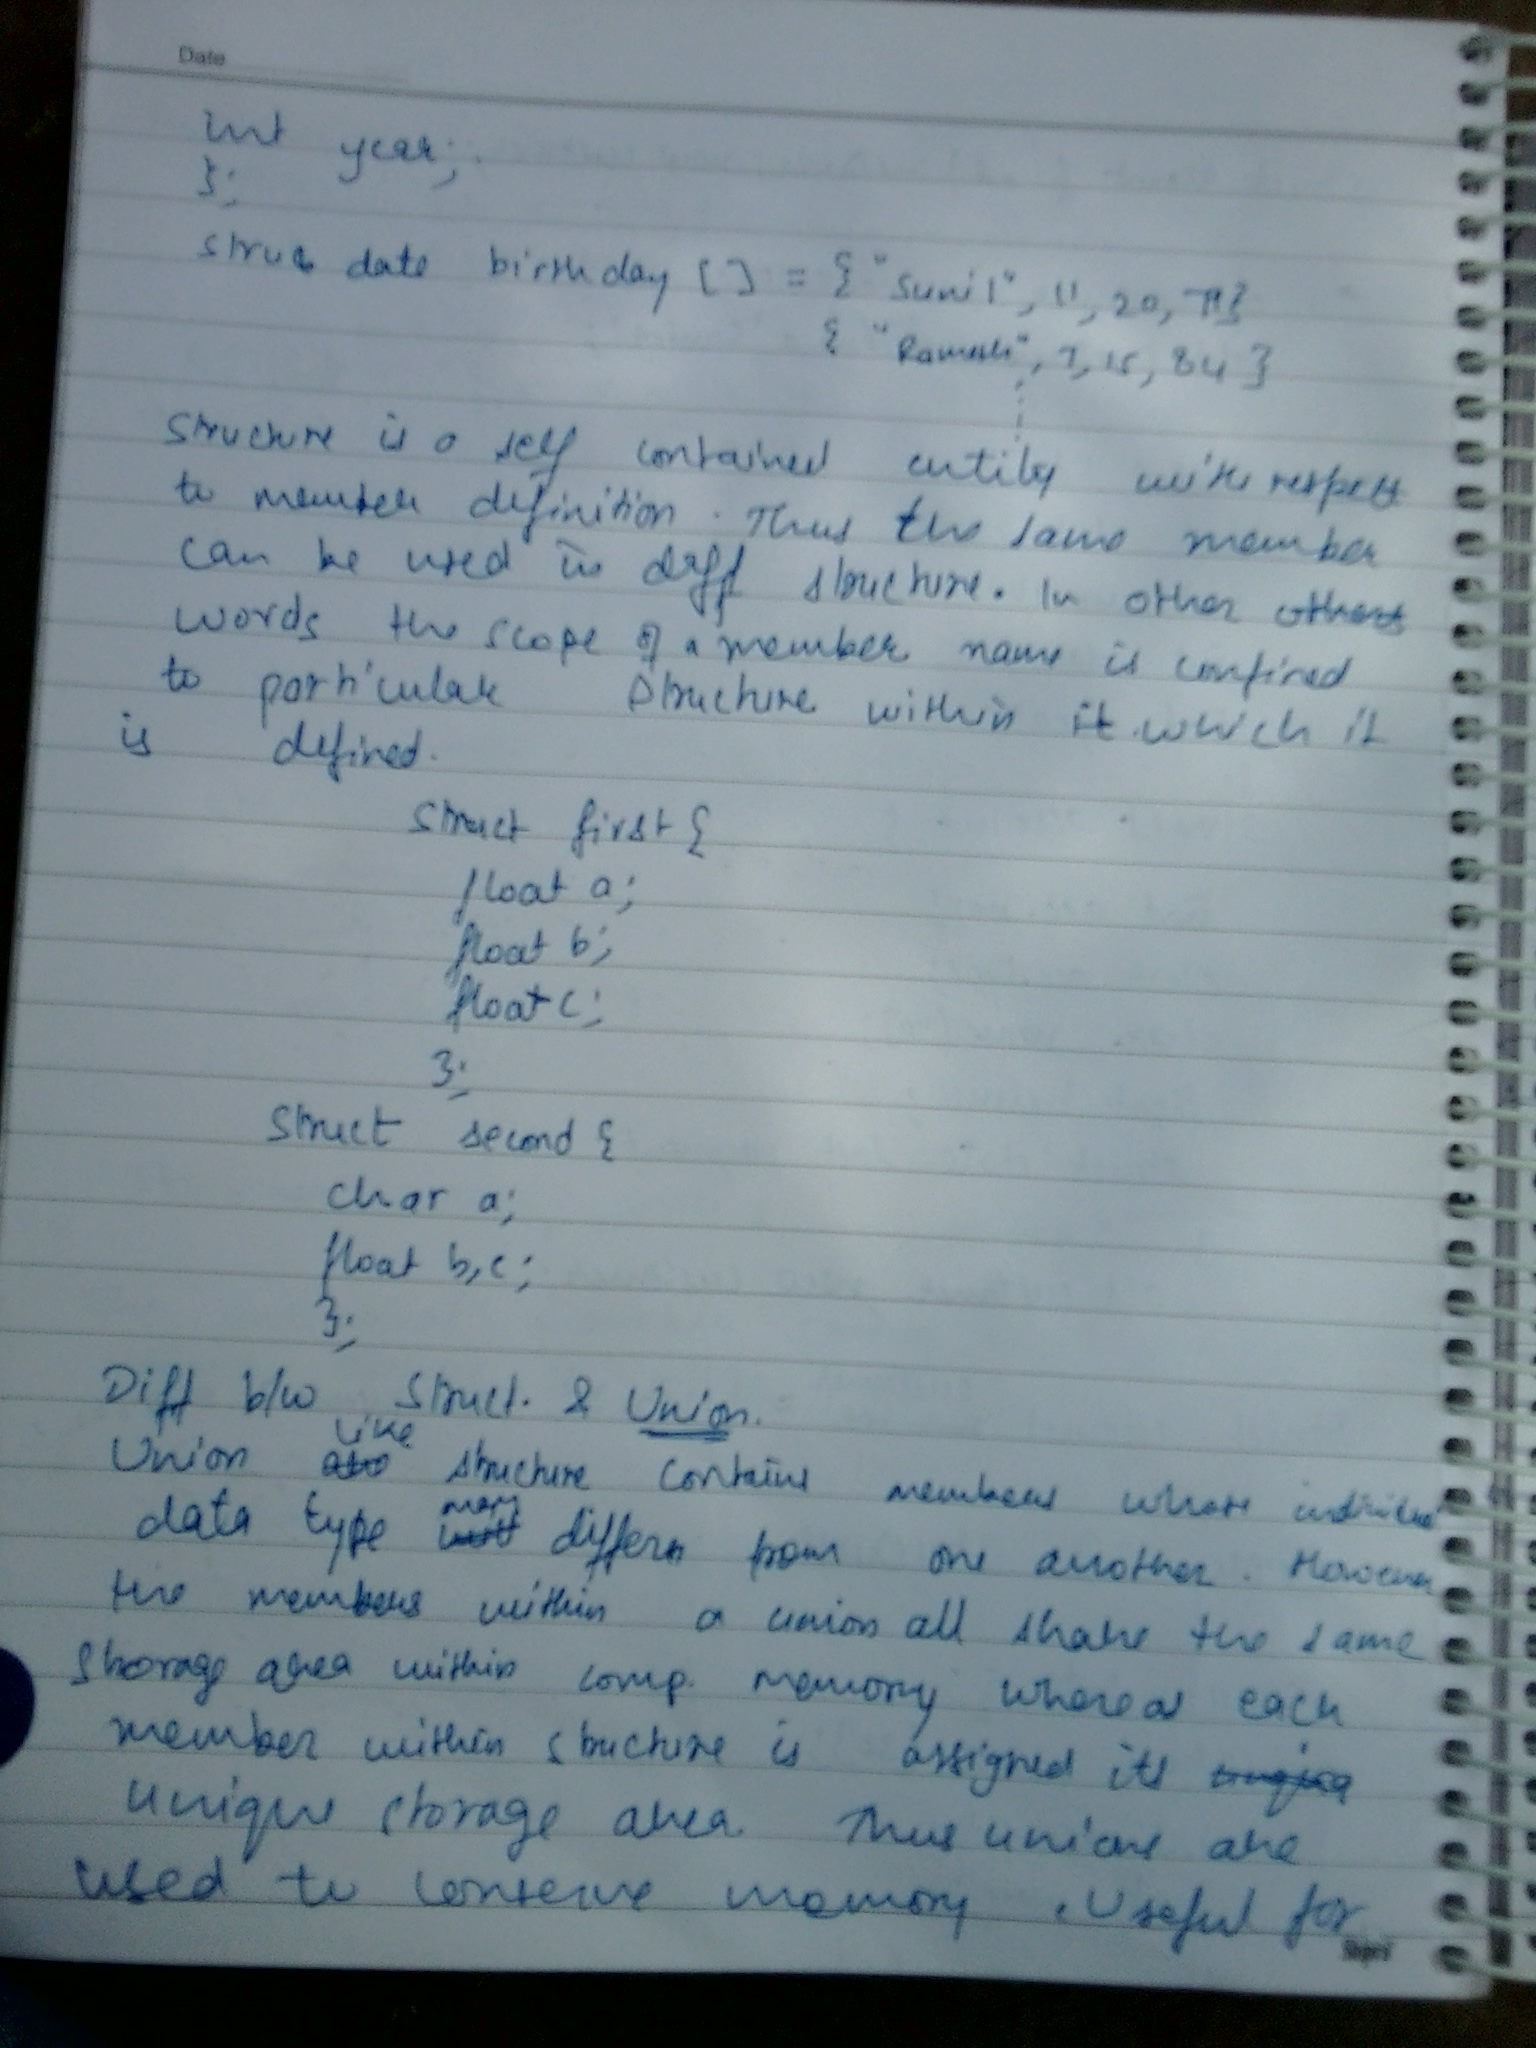 Date
int year;
};
struc date birthday [] = { "Sunil", 11, 20, 71}
{ "Ramesh", 7, 15, 84 }
Structure is a self contained entity with respect
to member definition. Thus the same member
can be used in diff structure. In other others
words the scope of a member name is confined
to particular structure within it which it
is defined.
struct first {
float a;
float b;
float c;
};
Struct second {
char a;
float b,c;
};
Diff b/w Struct. & Union.
Union like structure contains members whose individual
data type may differ from one another. However
the members within a union all share the same
storage area within comp. memory whereas each
member within structure is assigned its
unique storage area. Thus unions are
used to conserve memory. Useful for